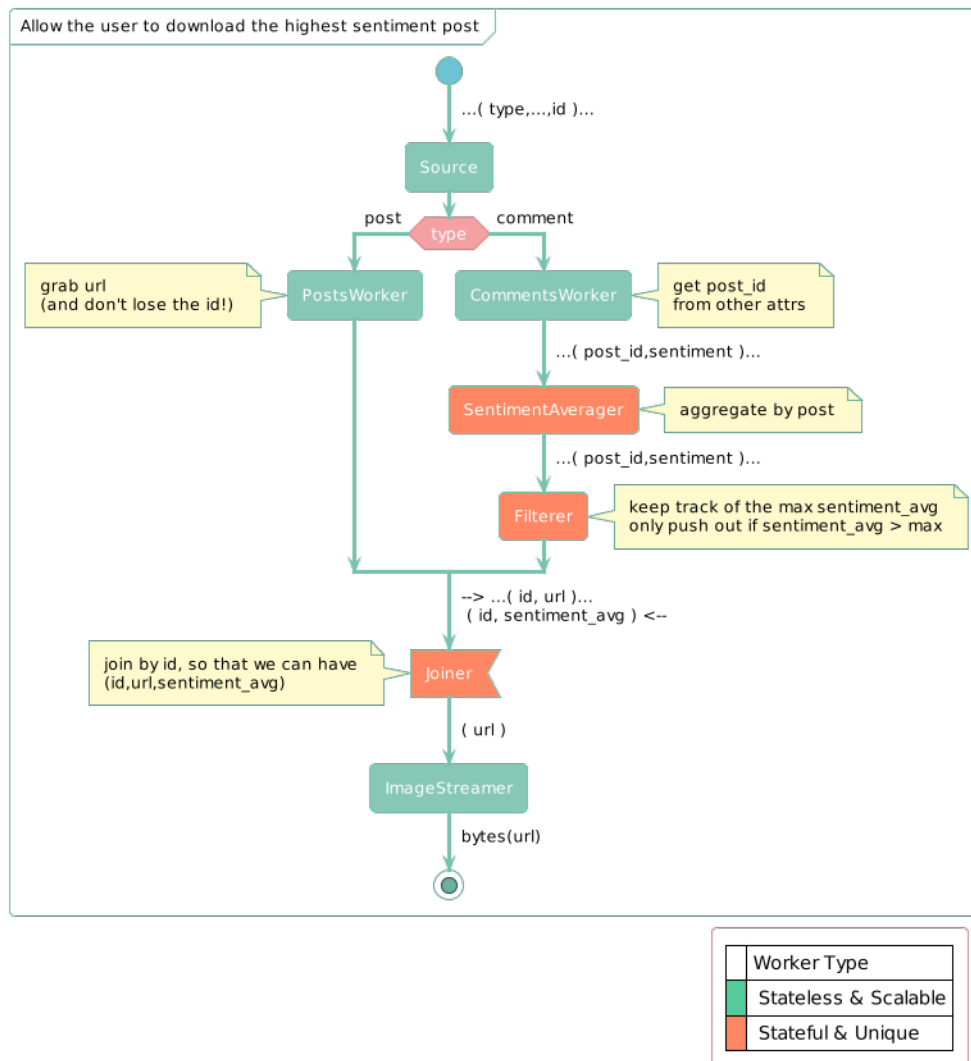 Allow the user to download the highest sentiment post
...( type,...,id )...
Source
post
comment
type
grab url
(and don't lose the id!)
PostsWorker
CommentsWorker
get post_id
from other attrs
...( post_id,sentiment )...
SentimentAverager
aggregate by post
...( post_id,sentiment )...
Filterer
keep track of the max sentiment_avg
only push out if sentiment_avg > max
--> ...( id, url )...
( id, sentiment_avg ) <--
join by id, so that we can have
(id,url,sentiment_avg)
Joiner
( url )
ImageStreamer
bytes(url)
Worker Type
Stateless & Scalable
Stateful & Unique